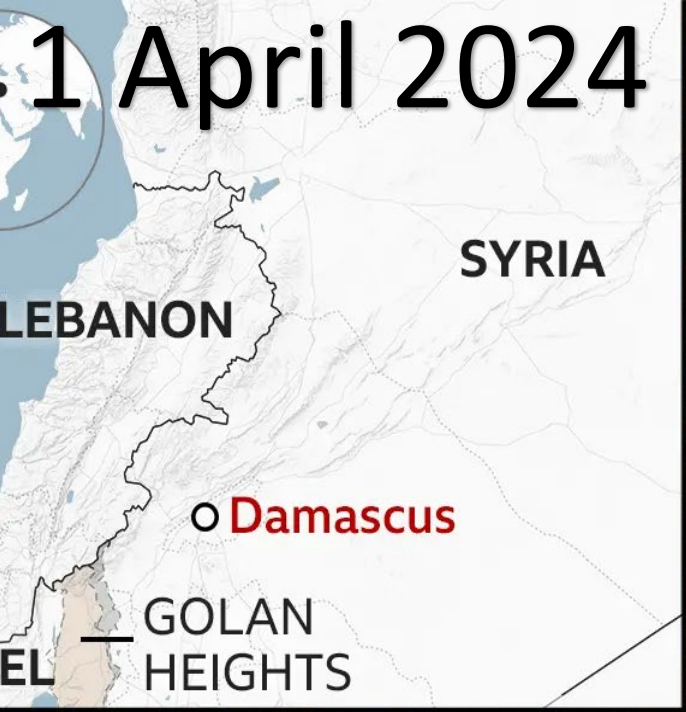 1 April 2024
SYRIA
LEBANON
Damascus
GOLAN
HEIGHTS
EL